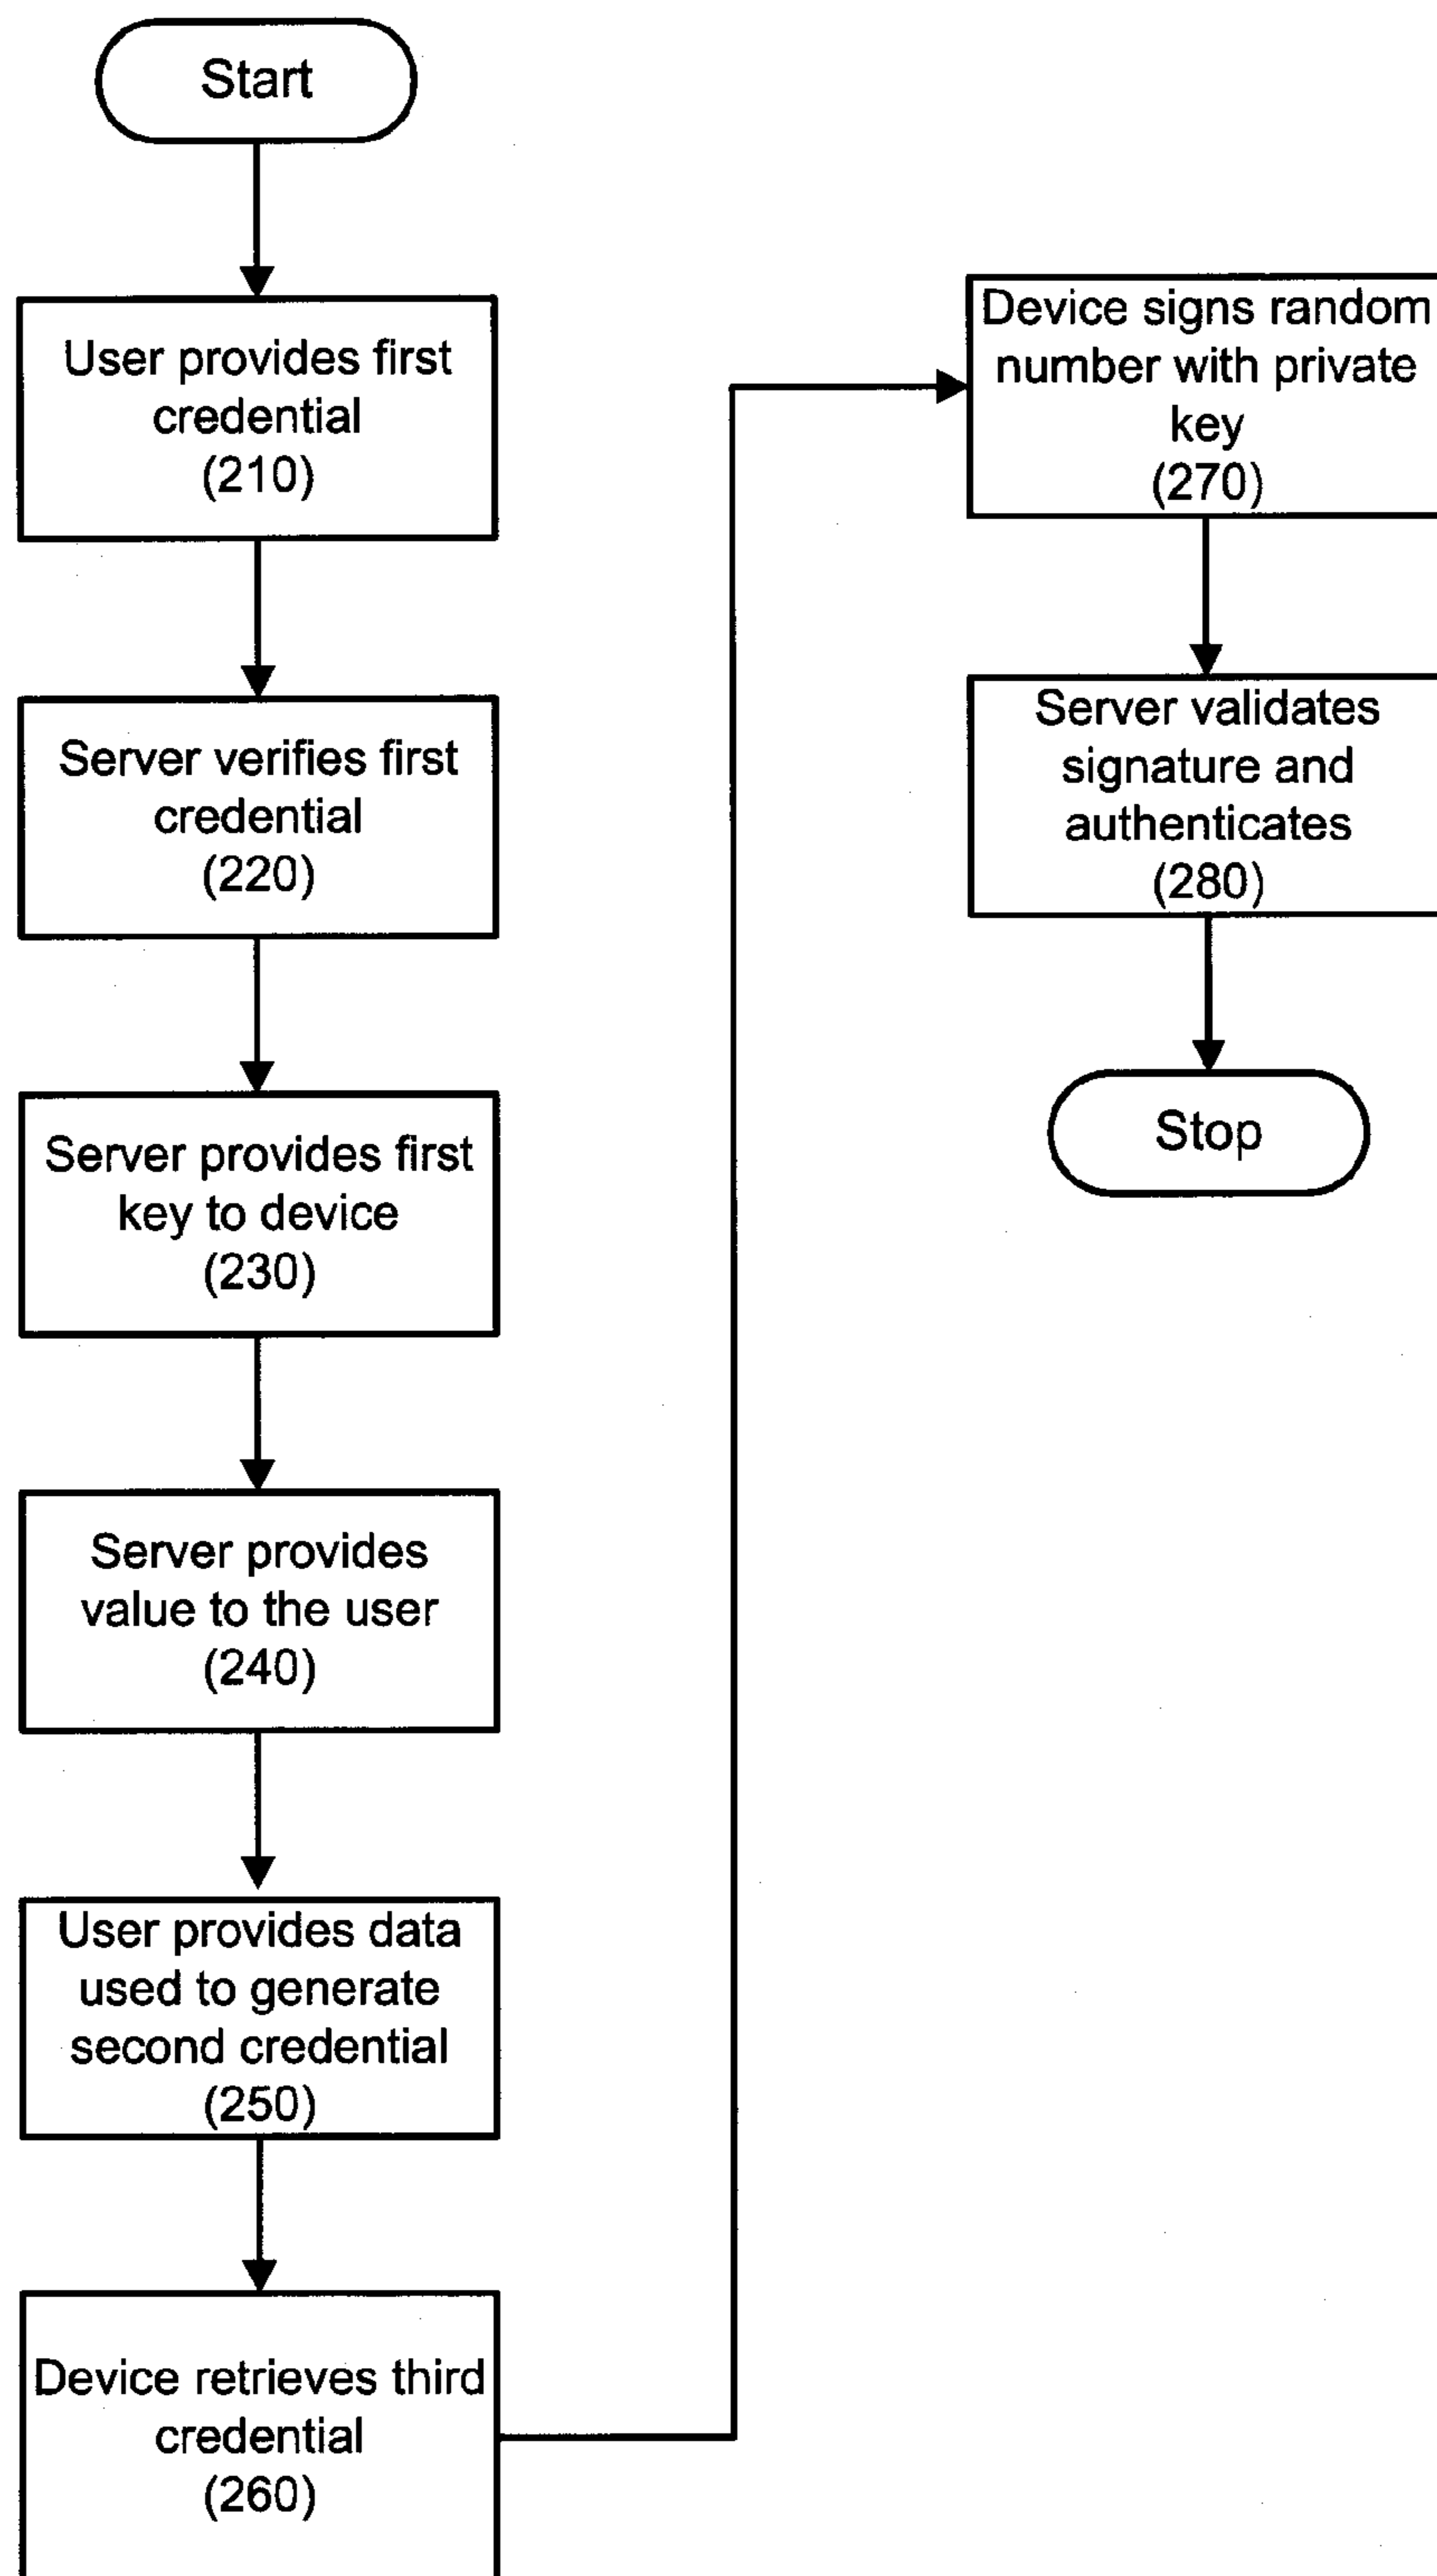 Start
User provides first
credential
(210)
Server verifies first
credential
(220)
Server provides first
key to device
(230)
Server provides
value to the user
(240)
User provides data
used to generate
second credential
(250)
Device retrieves third
credential
(260)
Device signs random
number with private
key
(270)
Server validates
signature and
authenticates
(280)
Stop